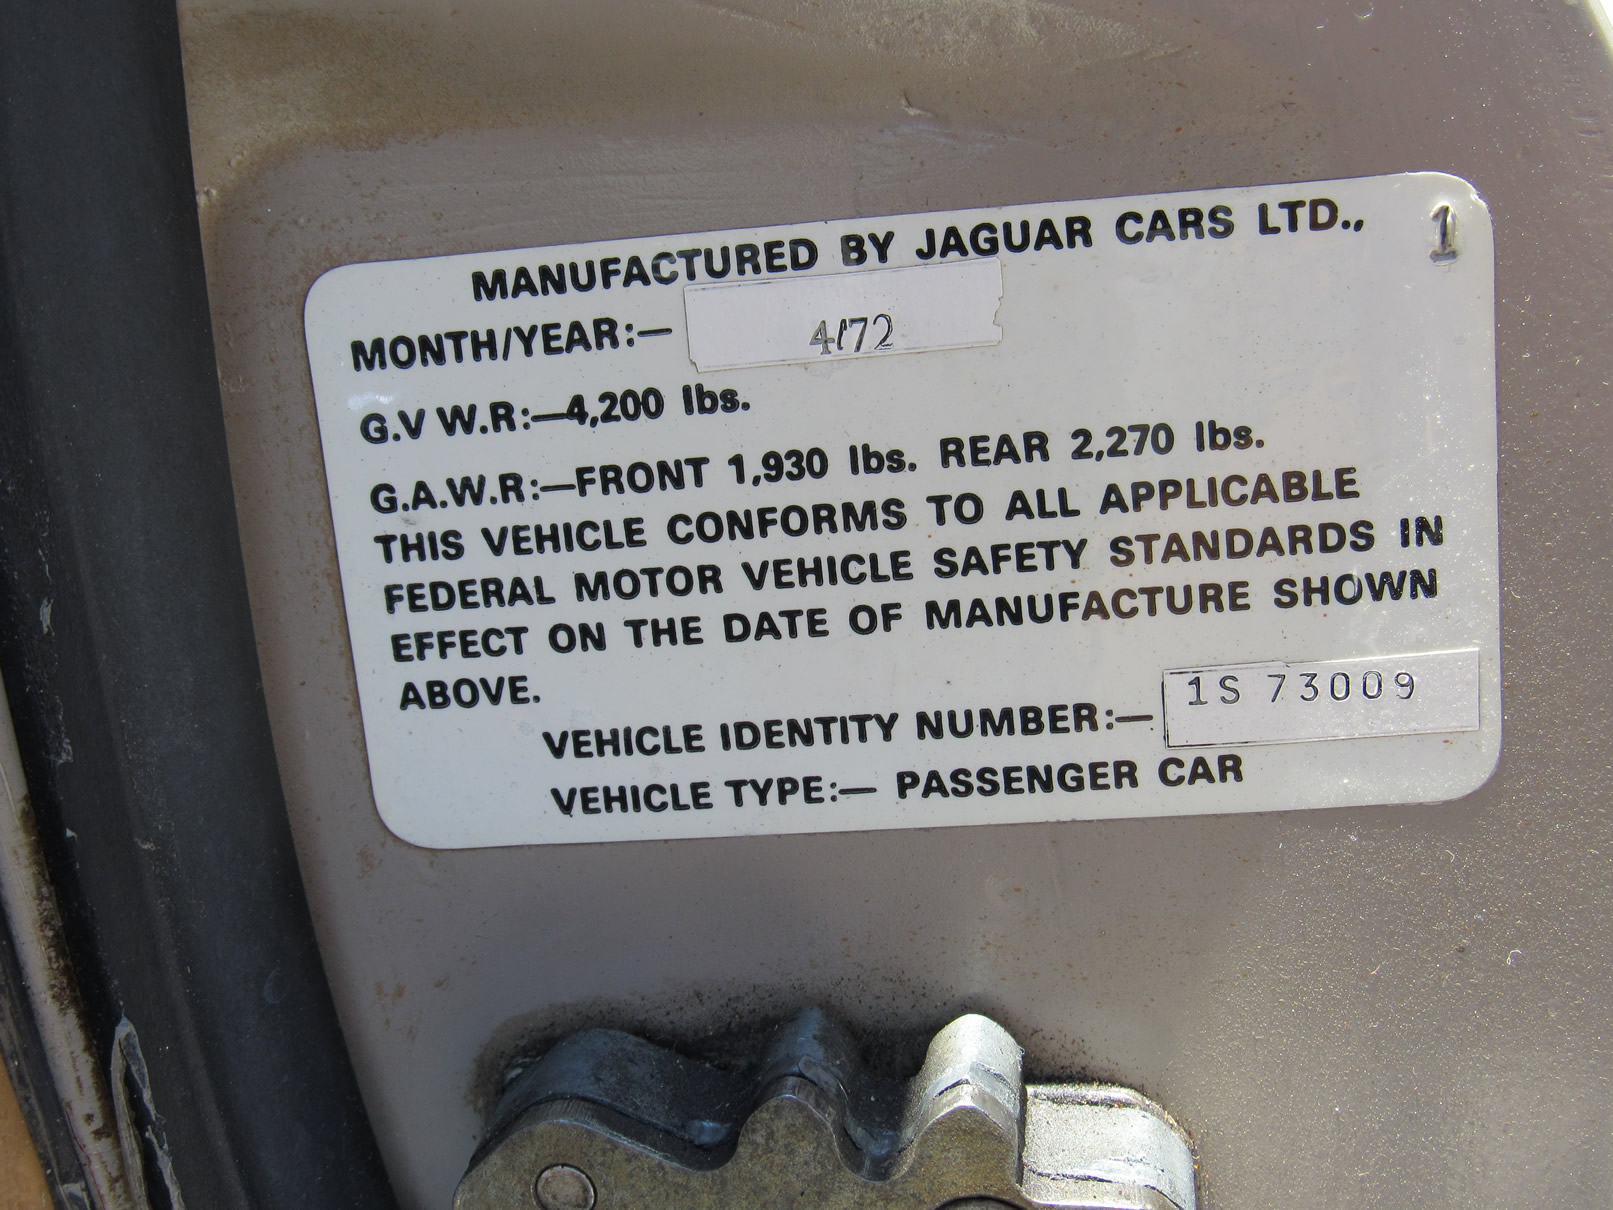 MANUFACTURED BY JAGUAR CARS LTD., 1
MONTH/YEAR:— 4/72
G.V W.R:—4,200 lbs.
G.A.W.R:—FRONT 1,930 lbs. REAR 2,270 lbs.
THIS VEHICLE CONFORMS TO ALL APPLICABLE
FEDERAL MOTOR VEHICLE SAFETY STANDARDS IN
EFFECT ON THE DATE OF MANUFACTURE SHOWN
ABOVE.
VEHICLE IDENTITY NUMBER:— 1S 73009
VEHICLE TYPE:— PASSENGER CAR